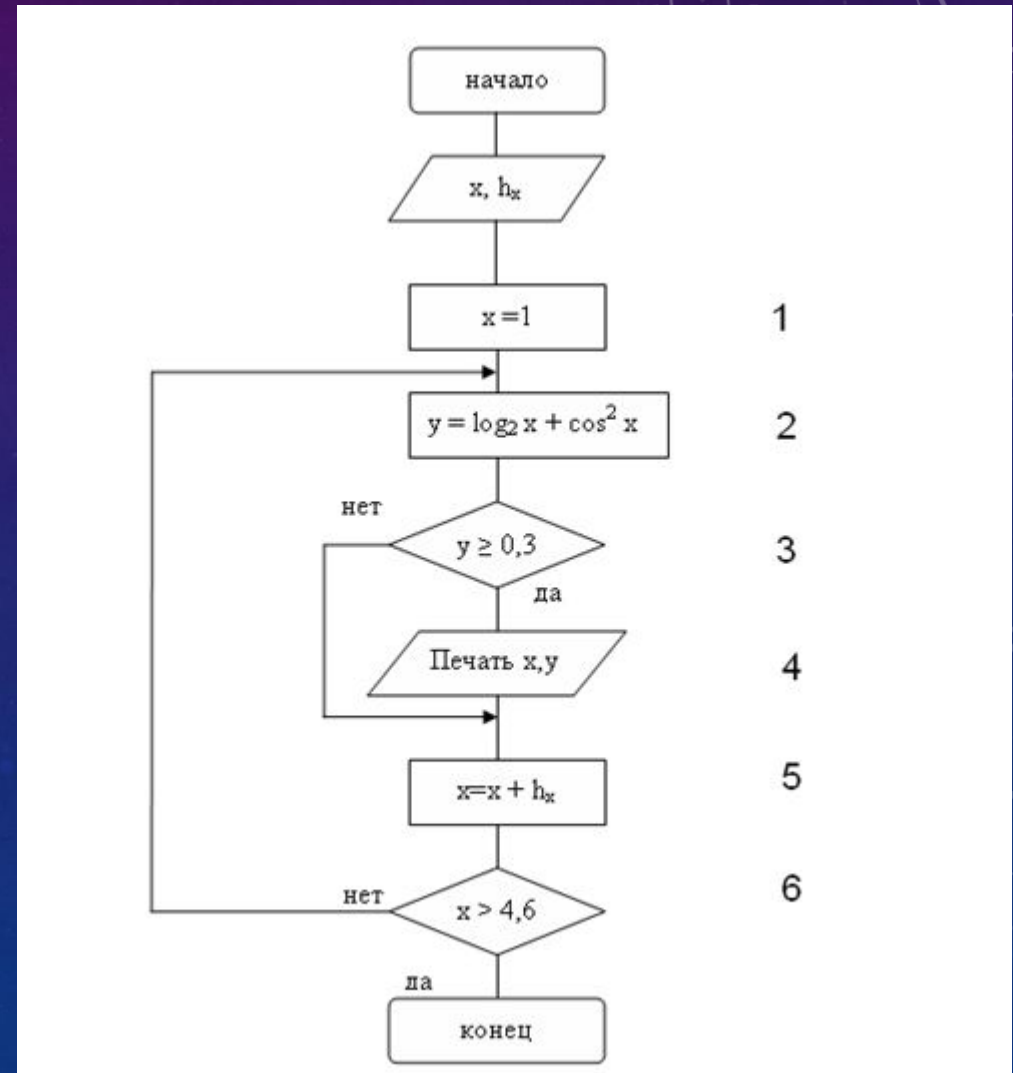 начало
x, hₓ
x =1
1
y = log₂ x + cos² x
2
нет
y ≥ 0,3
3
да
Печать x,y
4
x=x + hₓ
5
нет
x > 4,6
6
да
конец